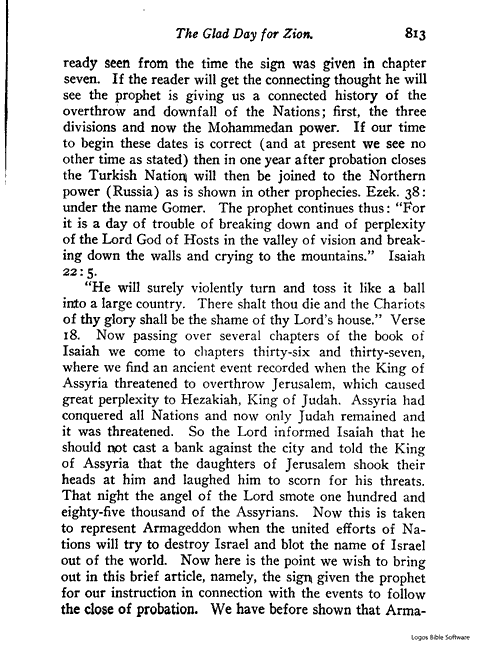 The Glad Day for Zion. 813
ready seen from the time the sign was given in chapter
seven. If the reader will get the connecting thought he will
see the prophet is giving us a connected history of the
overthrow and downfall of the Nations; first, the three
divisions and now the Mohammedan power. If our time
to begin these dates is correct (and at present we see no
other time as stated) then in one year after probation closes
the Turkish Nation will then be joined to the Northern
power (Russia) as is shown in other prophecies. Ezek. 38:
under the name Gomer. The prophet continues thus: "For
it is a day of trouble of breaking down and of perplexity
of the Lord God of Hosts in the valley of vision and break-
ing down the walls and crying to the mountains." Isaiah
22:5.
"He will surely violently turn and toss it like a ball
into a large country. There shalt thou die and the Chariots
of thy glory shall be the shame of thy Lord's house." Verse
18. Now passing over several chapters of the book of
Isaiah we come to chapters thirty-six and thirty-seven,
where we find an ancient event recorded when the King of
Assyria threatened to overthrow Jerusalem, which caused
great perplexity to Hezakiah, King of Judah. Assyria had
conquered all Nations and now only Judah remained and
it was threatened. So the Lord informed Isaiah that he
should not cast a bank against the city and told the King
of Assyria that the daughters of Jerusalem shook their
heads at him and laughed him to scorn for his threats.
That night the angel of the Lord smote one hundred and
eighty-five thousand of the Assyrians. Now this is taken
to represent Armageddon when the united efforts of Na-
tions will try to destroy Israel and blot the name of Israel
out of the world. Now here is the point we wish to bring
out in this brief article, namely, the sign given the prophet
for our instruction in connection with the events to follow
the close of probation. We have before shown that Arma-
Logos Bible Software